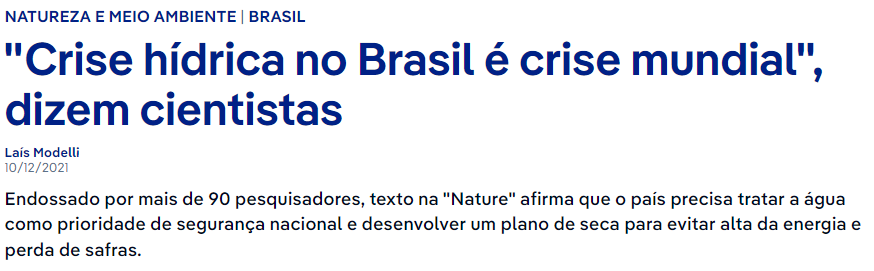 NATUREZA E MEIO AMBIENTE | BRASIL
"Crise hídrica no Brasil é crise mundial",
dizem cientistas
Laís Modelli
10/12/2021
Endossado por mais de 90 pesquisadores, texto na "Nature" afirma que o país precisa tratar a água
como prioridade de segurança nacional e desenvolver um plano de seca para evitar alta da energia e
perda de safras.